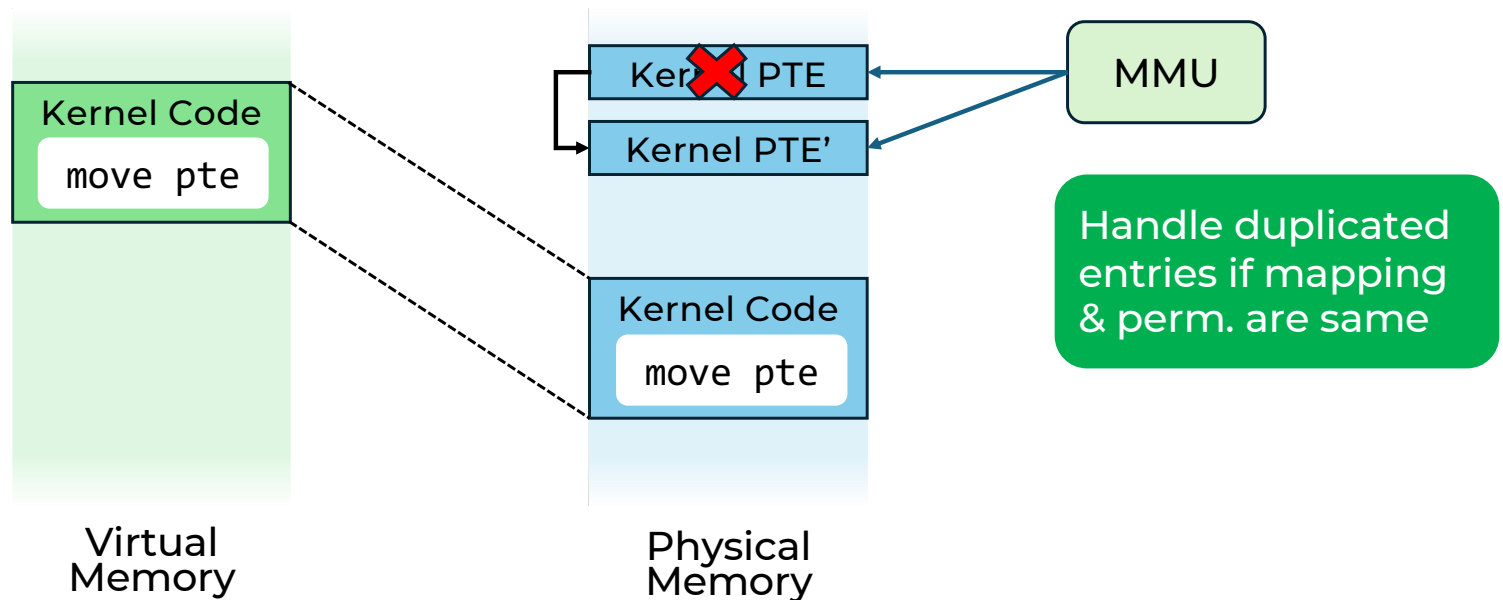 Kernel Code
move pte
Virtual
Memory
Kernel PTE
Kernel PTE’
Kernel Code
move pte
Physical
Memory
MMU
Handle duplicated
entries if mapping
& perm. are same